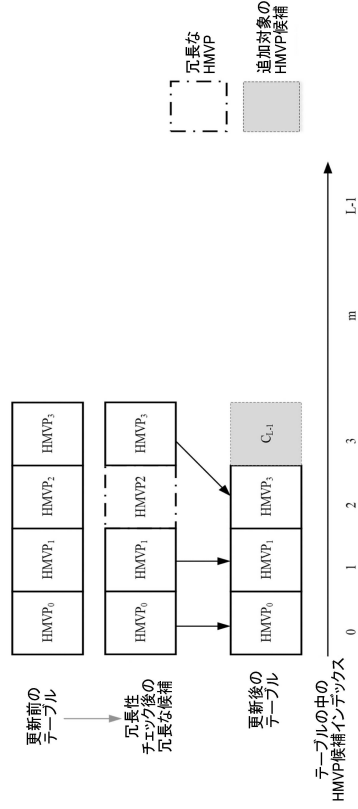 更新前の
テーブル
HMVP0
HMVP1
HMVP2
HMVP3
冗長性
チェック後の
冗長な候補
HMVP0
HMVP1
HMVP2
HMVP3
更新後の
テーブル
HMVP0
HMVP1
HMVP3
CL-1
テーブルの中の
HMVP候補インデックス
0
1
2
3
m
L-1
冗長な
HMVP
追加対象の
HMVP候補